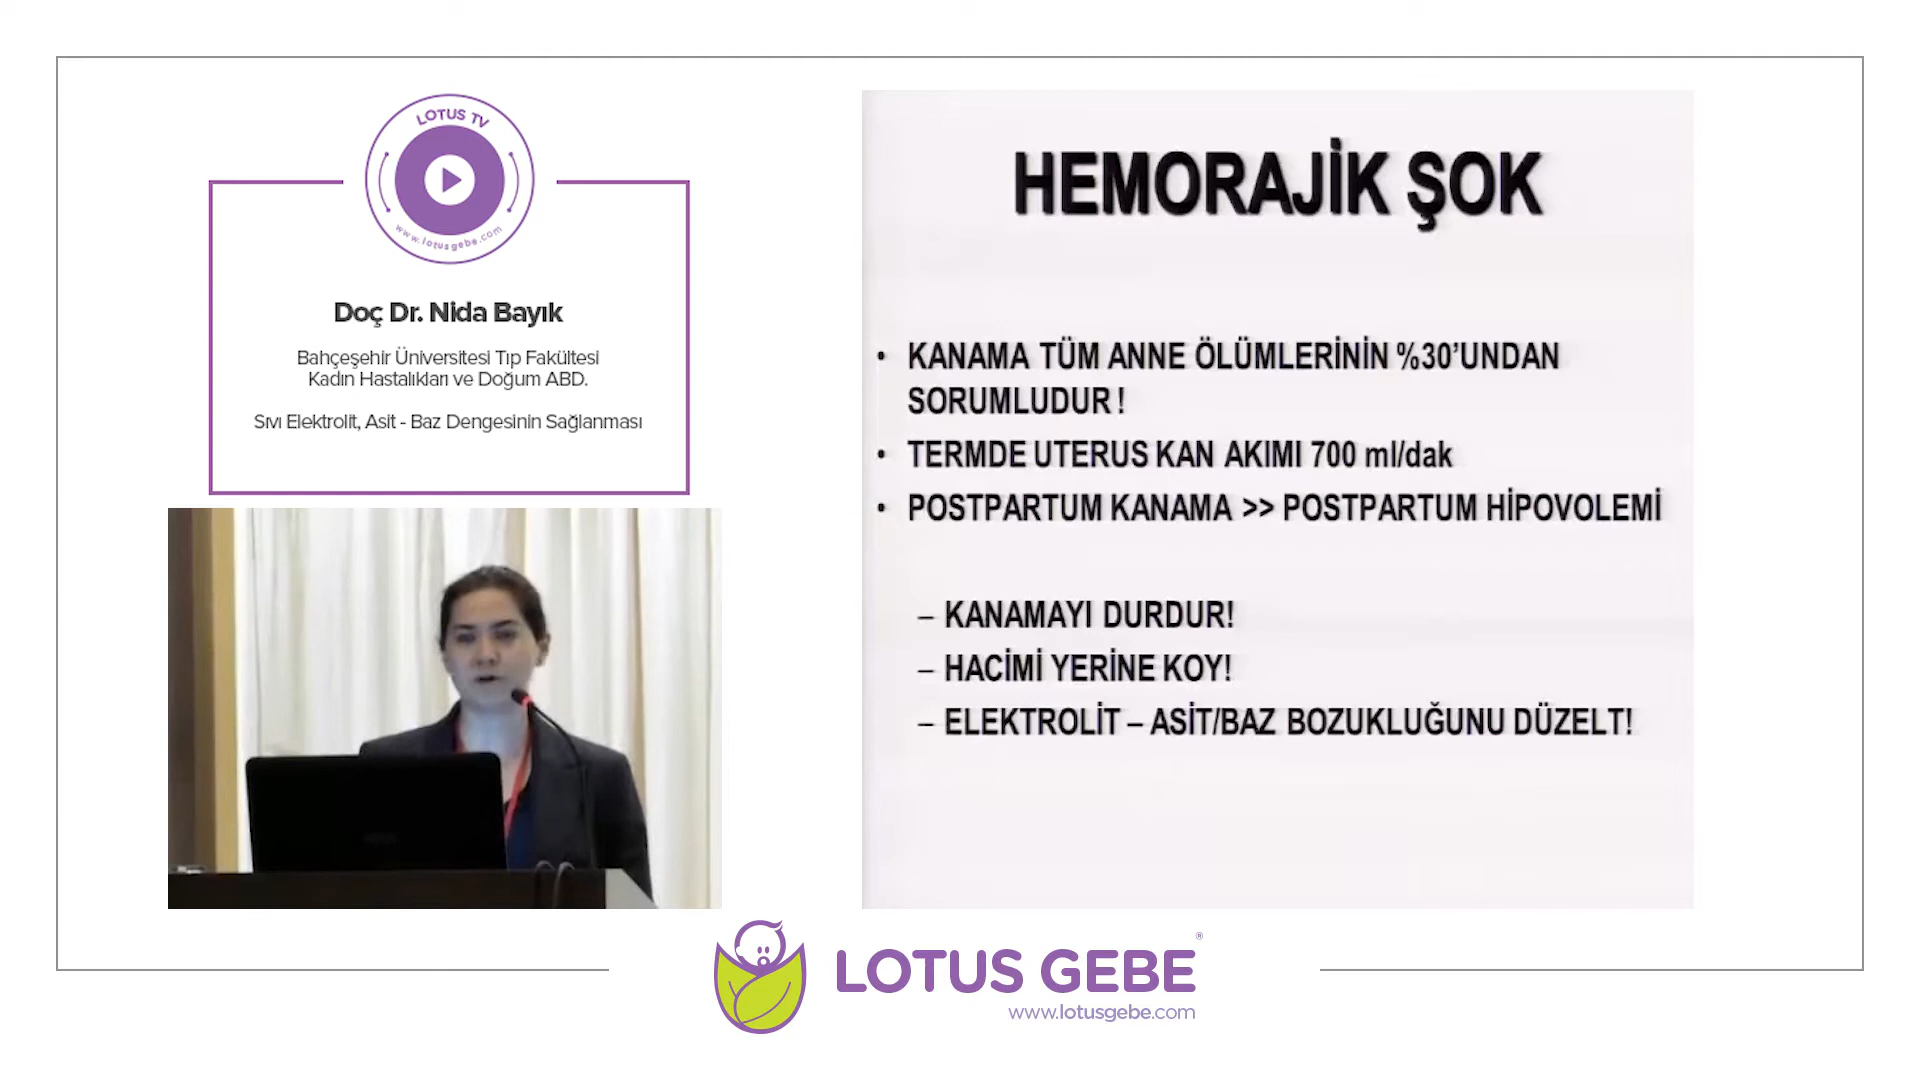 LOTUS TV
www.lotusgebe.com
Doç Dr. Nida Bayık
Bahçeşehir Üniversitesi Tıp Fakültesi
Kadın Hastalıkları ve Doğum ABD.
Sıvı Elektrolit, Asit - Baz Dengesinin Sağlanması
HEMORAJİK ŞOK
• KANAMA TÜM ANNE ÖLÜMLERİNİN %30’UNDAN
SORUMLUDUR !
• TERMDE UTERUS KAN AKIMI 700 ml/dak
• POSTPARTUM KANAMA >> POSTPARTUM HİPOVOLEMİ
– KANAMAYI DURDUR!
– HACİMİ YERİNE KOY!
– ELEKTROLİT – ASİT/BAZ BOZUKLUĞUNU DÜZELT!
LOTUS GEBE®
www.lotusgebe.com